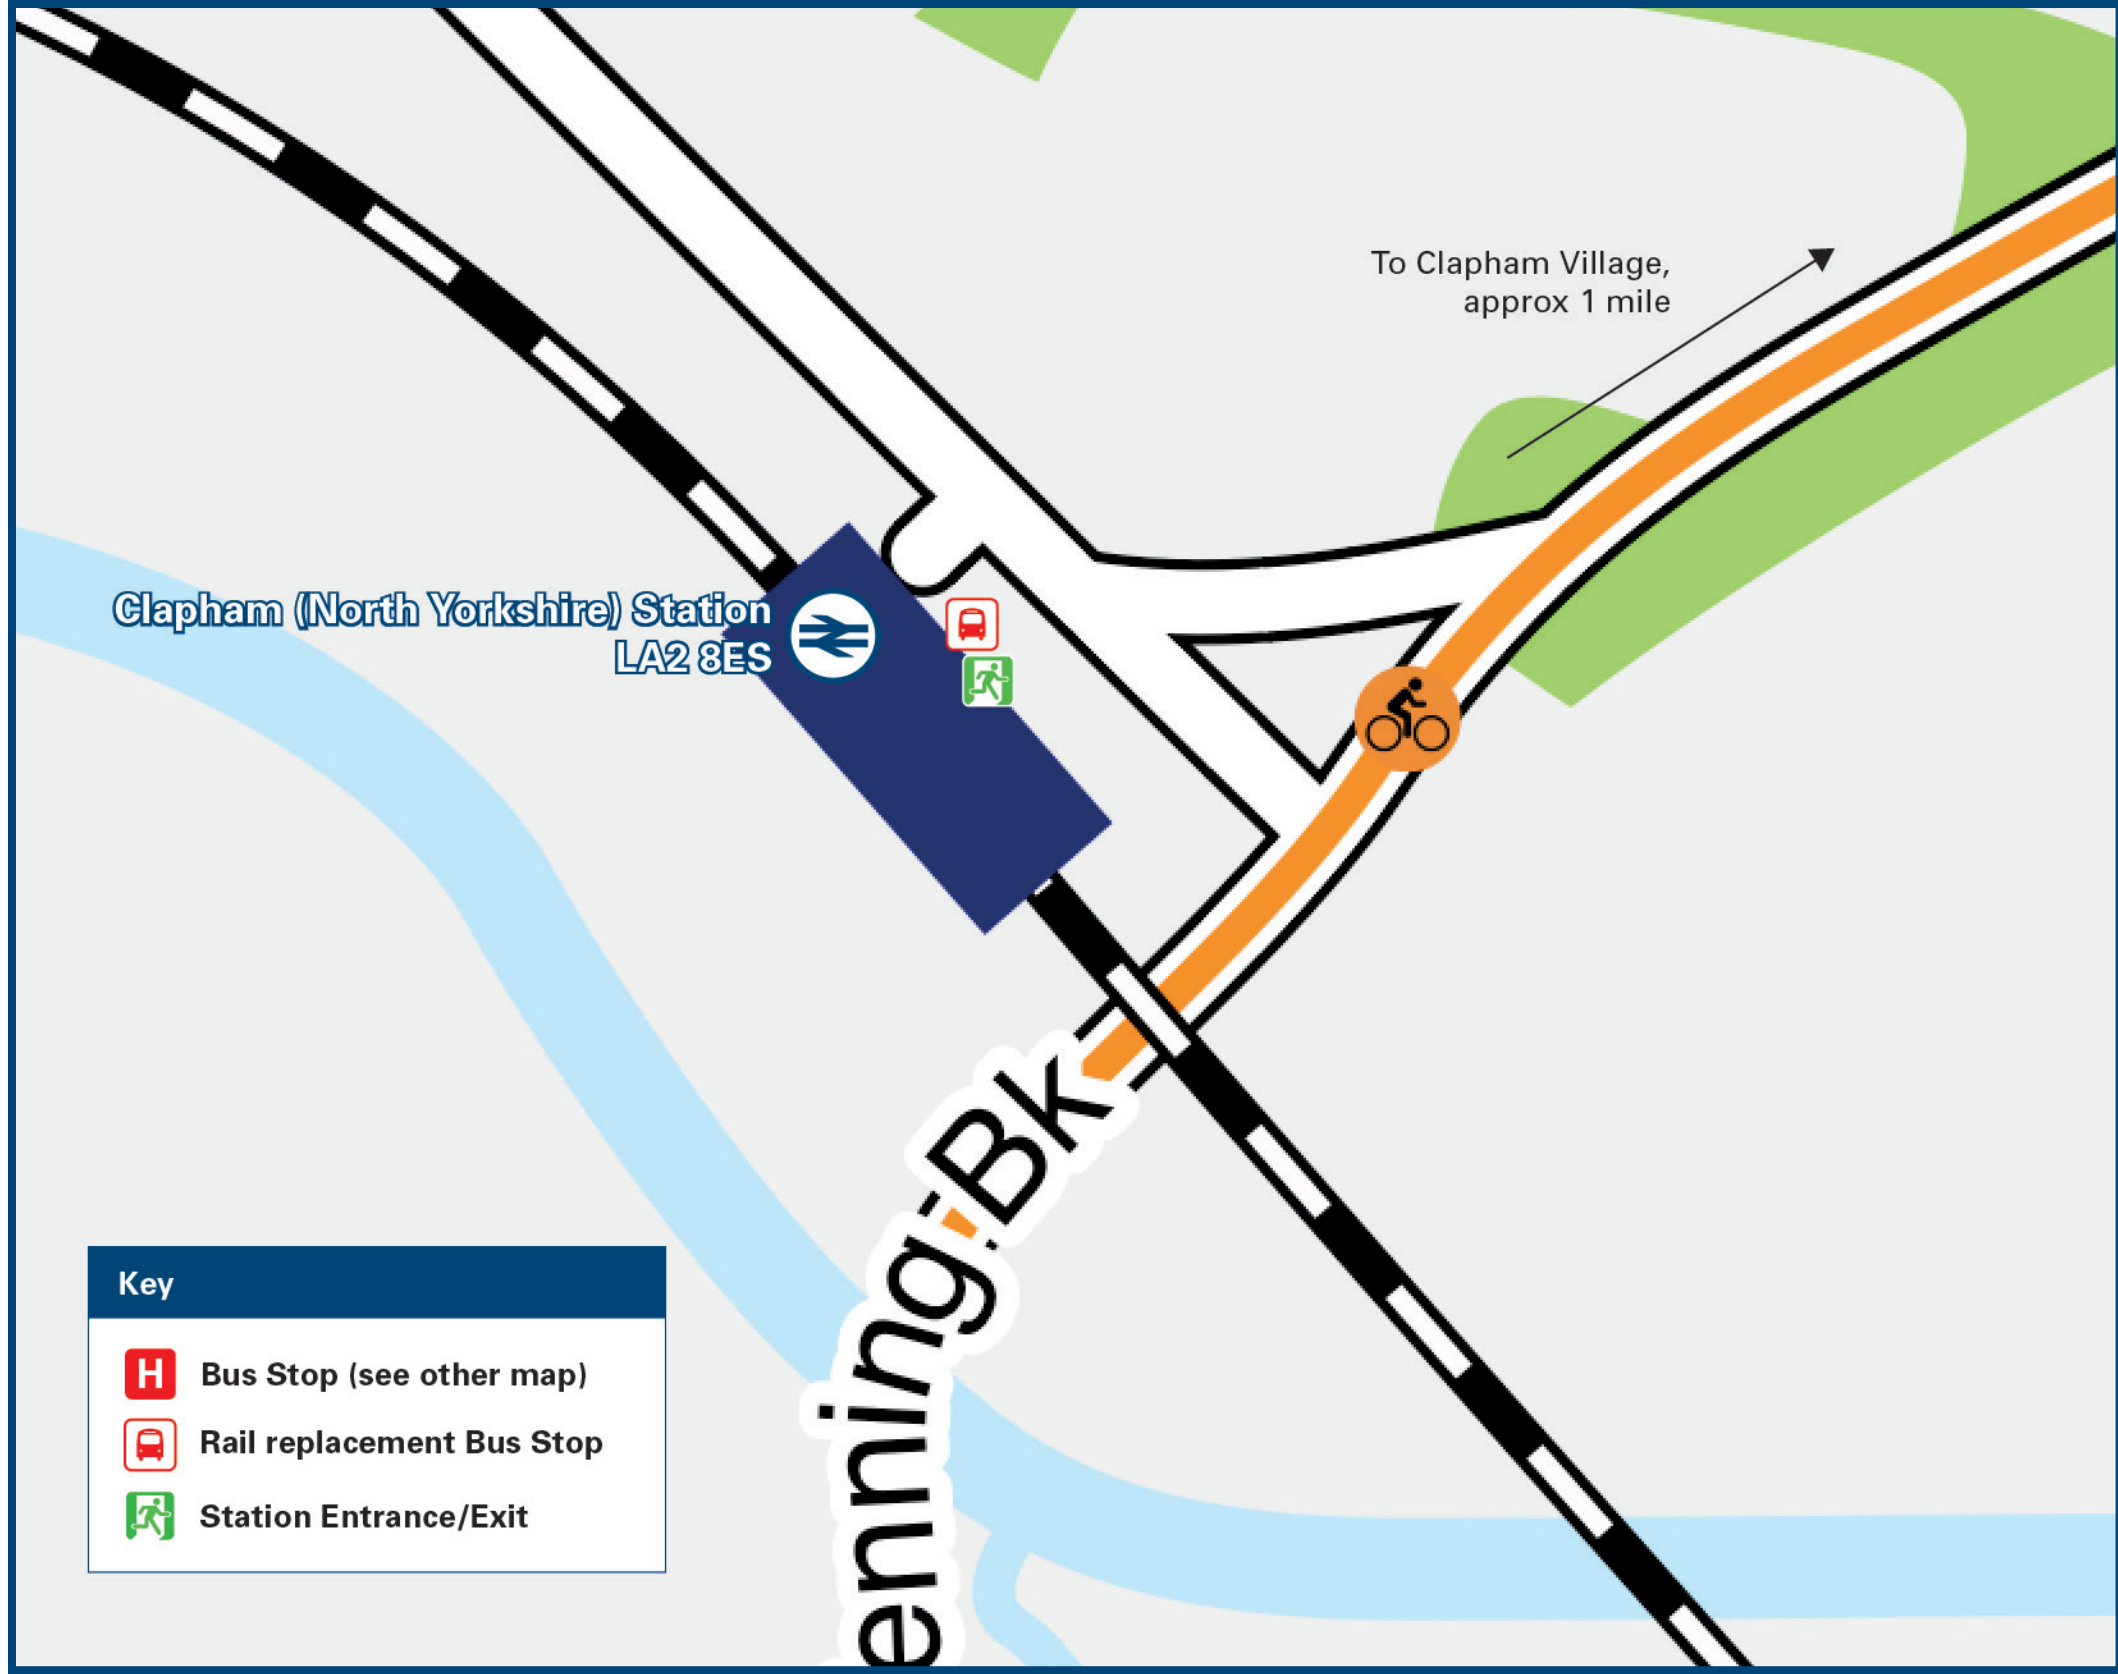 To Clapham Village,
approx 1 mile
Clapham (North Yorkshire) Station
LA2 8ES
enning Bk
Key
H Bus Stop (see other map)
Rail replacement Bus Stop
Station Entrance/Exit